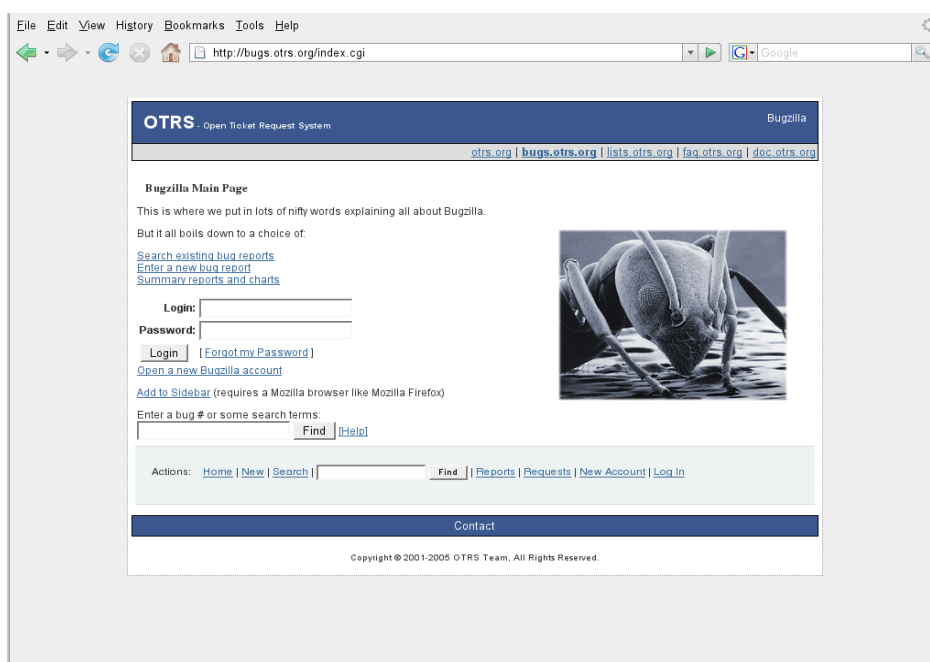 File Edit View History Bookmarks Tools Help
http://bugs.otrs.org/index.cgi G Google
OTRS - Open Ticket Request System Bugzilla
otrs.org | bugs.otrs.org | lists.otrs.org | faq.otrs.org | doc.otrs.org
Bugzilla Main Page
This is where we put in lots of nifty words explaining all about Bugzilla.
But it all boils down to a choice of:
Search existing bug reports
Enter a new bug report
Summary reports and charts
Login:
Password:
Login [ Forgot my Password ]
Open a new Bugzilla account
Add to Sidebar (requires a Mozilla browser like Mozilla Firefox)
Enter a bug # or some search terms:
Find [Help]
Actions: Home | New | Search | Find | Reports | Requests | New Account | Log In
Contact
Copyright © 2001-2005 OTRS Team, All Rights Reserved.